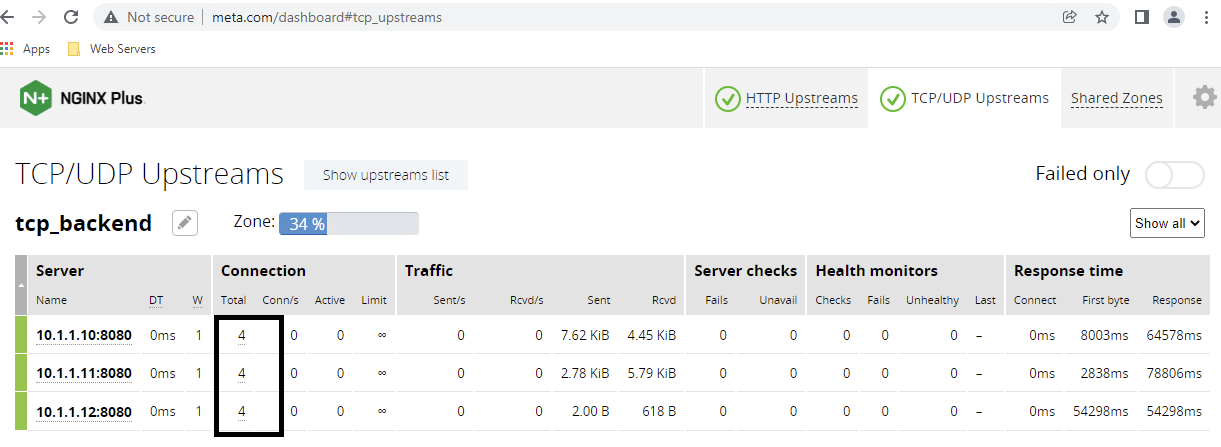 Not secure | meta.com/dashboard#tcp_upstreams
Apps Web Servers
N+ NGINX Plus. HTTP Upstreams TCP/UDP Upstreams Shared Zones
TCP/UDP Upstreams Show upstreams list Failed only
tcp_backend Zone: 34 % Show all
Server Connection Traffic Server checks Health monitors Response time
Name DT W Total Conn/s Active Limit Sent/s Rcvd/s Sent Rcvd Fails Unavail Checks Fails Unhealthy Last Connect First byte Response
10.1.1.10:8080 0ms 1 4 0 0 ∞ 0 0 7.62 KiB 4.45 KiB 0 0 0 0 0 – 0ms 8003ms 64578ms
10.1.1.11:8080 0ms 1 4 0 0 ∞ 0 0 2.78 KiB 5.79 KiB 0 0 0 0 0 – 0ms 2838ms 78806ms
10.1.1.12:8080 0ms 1 4 0 0 ∞ 0 0 2.00 B 618 B 0 0 0 0 0 – 0ms 54298ms 54298ms